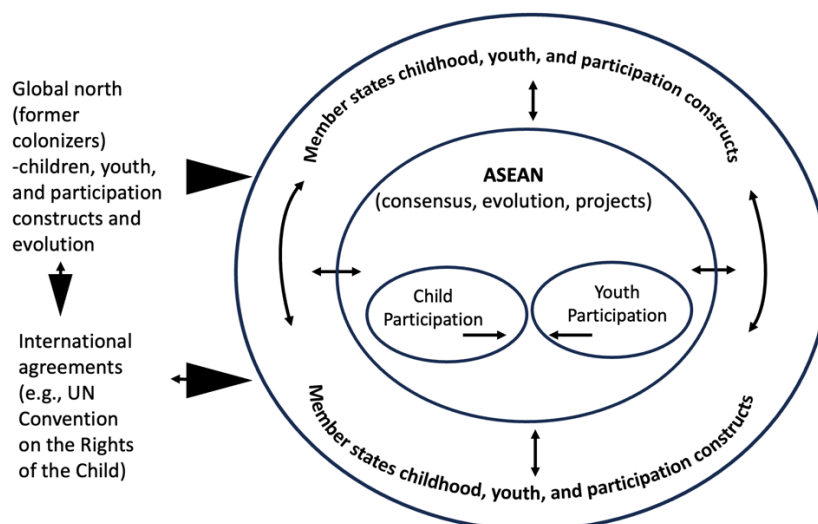 Global north
(former
colonizers)
-children, youth,
and participation
constructs and
evolution
International
agreements
(e.g., UN
Convention
on the Rights
of the Child)
Member states childhood, youth, and participation constructs
ASEAN
(consensus, evolution, projects)
Child
Participation
Youth
Participation
Member states childhood, youth, and participation constructs